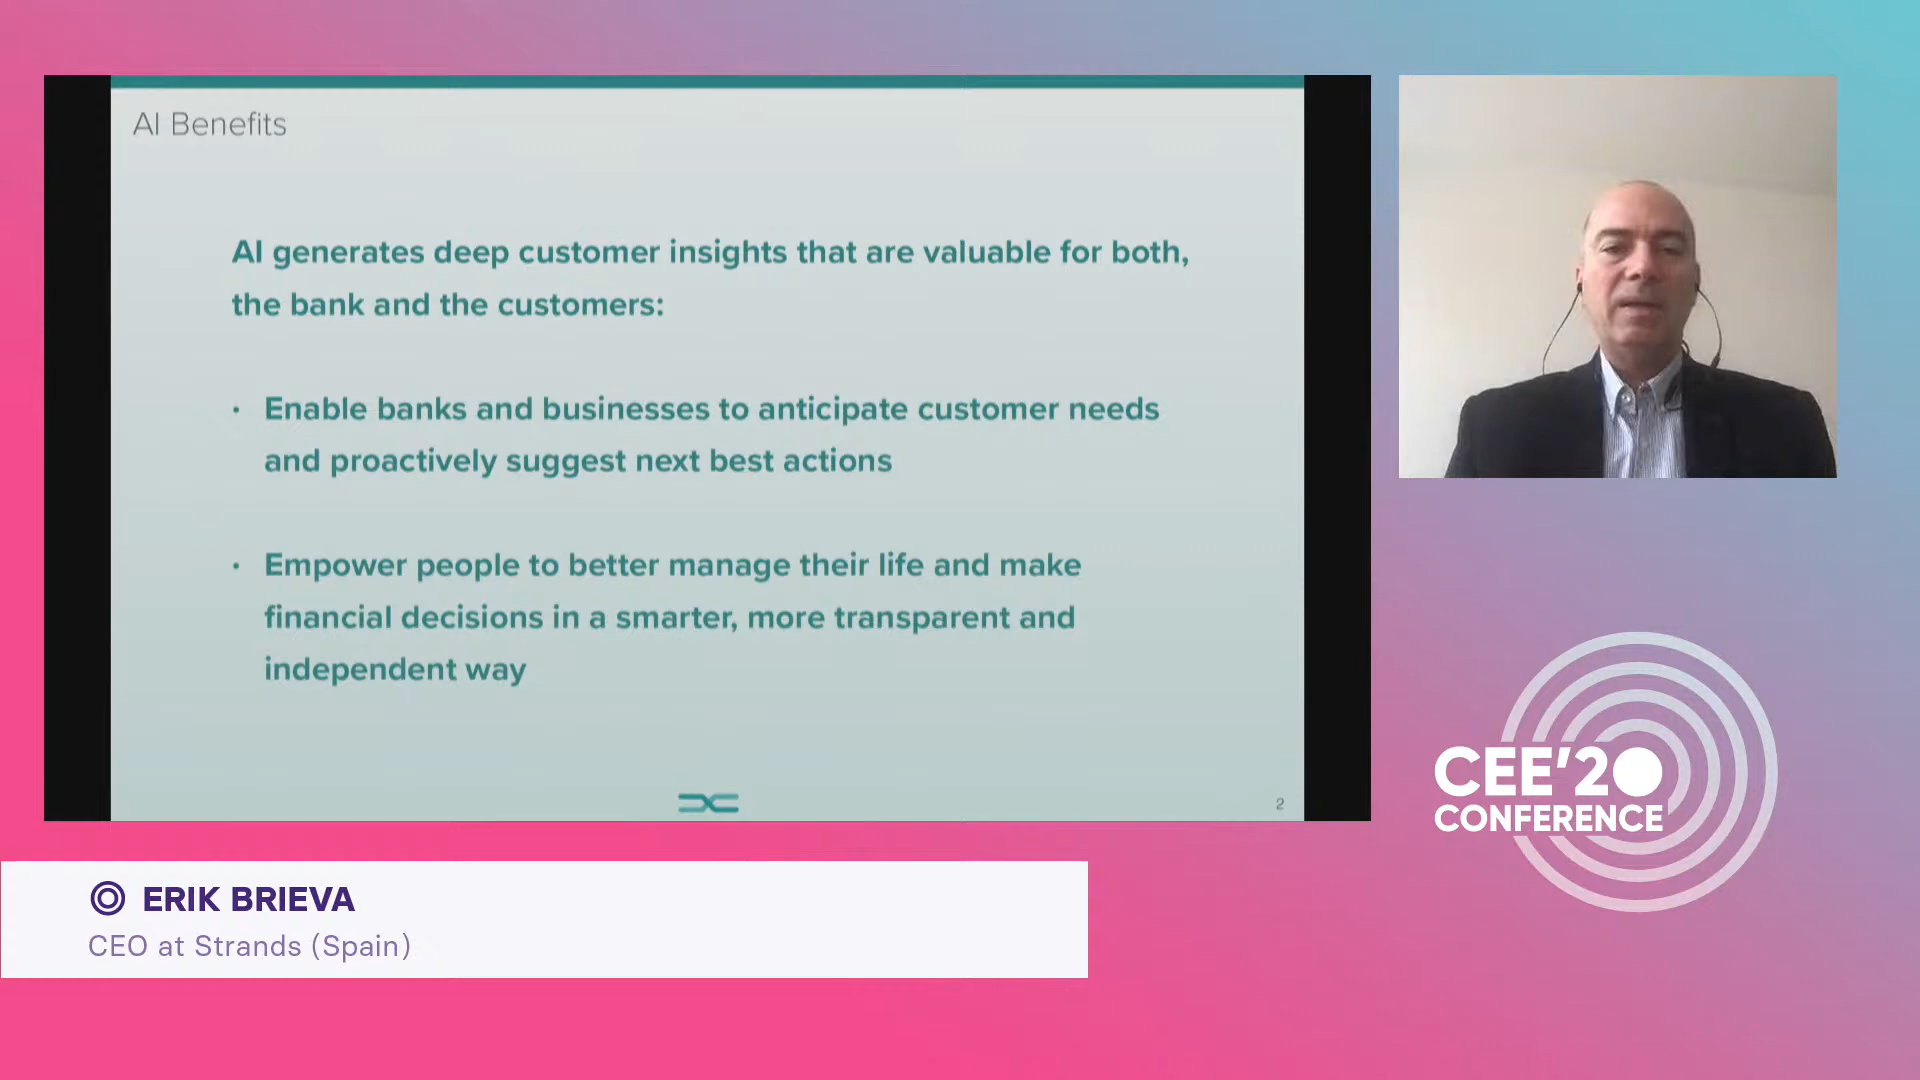 AI Benefits
AI generates deep customer insights that are valuable for both,
the bank and the customers:
· Enable banks and businesses to anticipate customer needs
and proactively suggest next best actions
· Empower people to better manage their life and make
financial decisions in a smarter, more transparent and
independent way
2
ERIK BRIEVA
CEO at Strands (Spain)
CEE'20
CONFERENCE